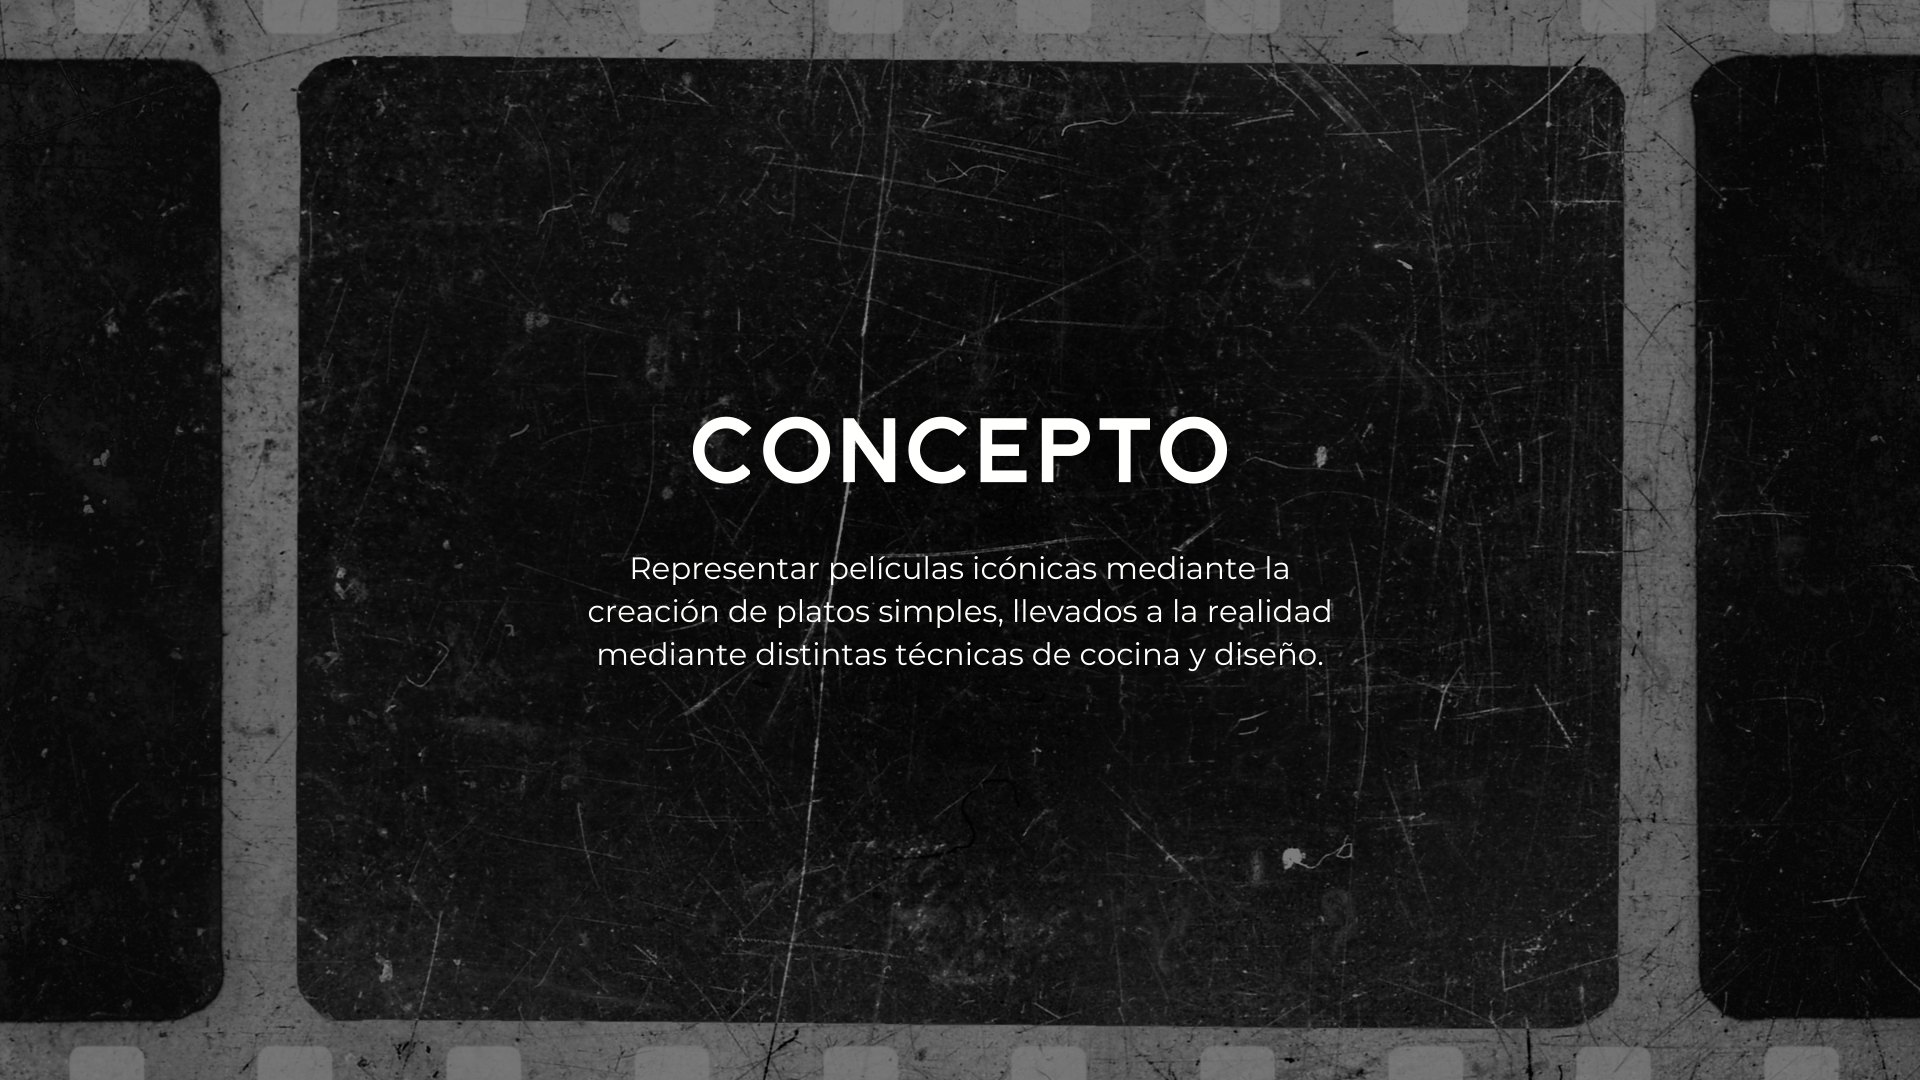 CONCEPTO
Representar películas icónicas mediante la
creación de platos simples, llevados a la realidad
mediante distintas técnicas de cocina y diseño.